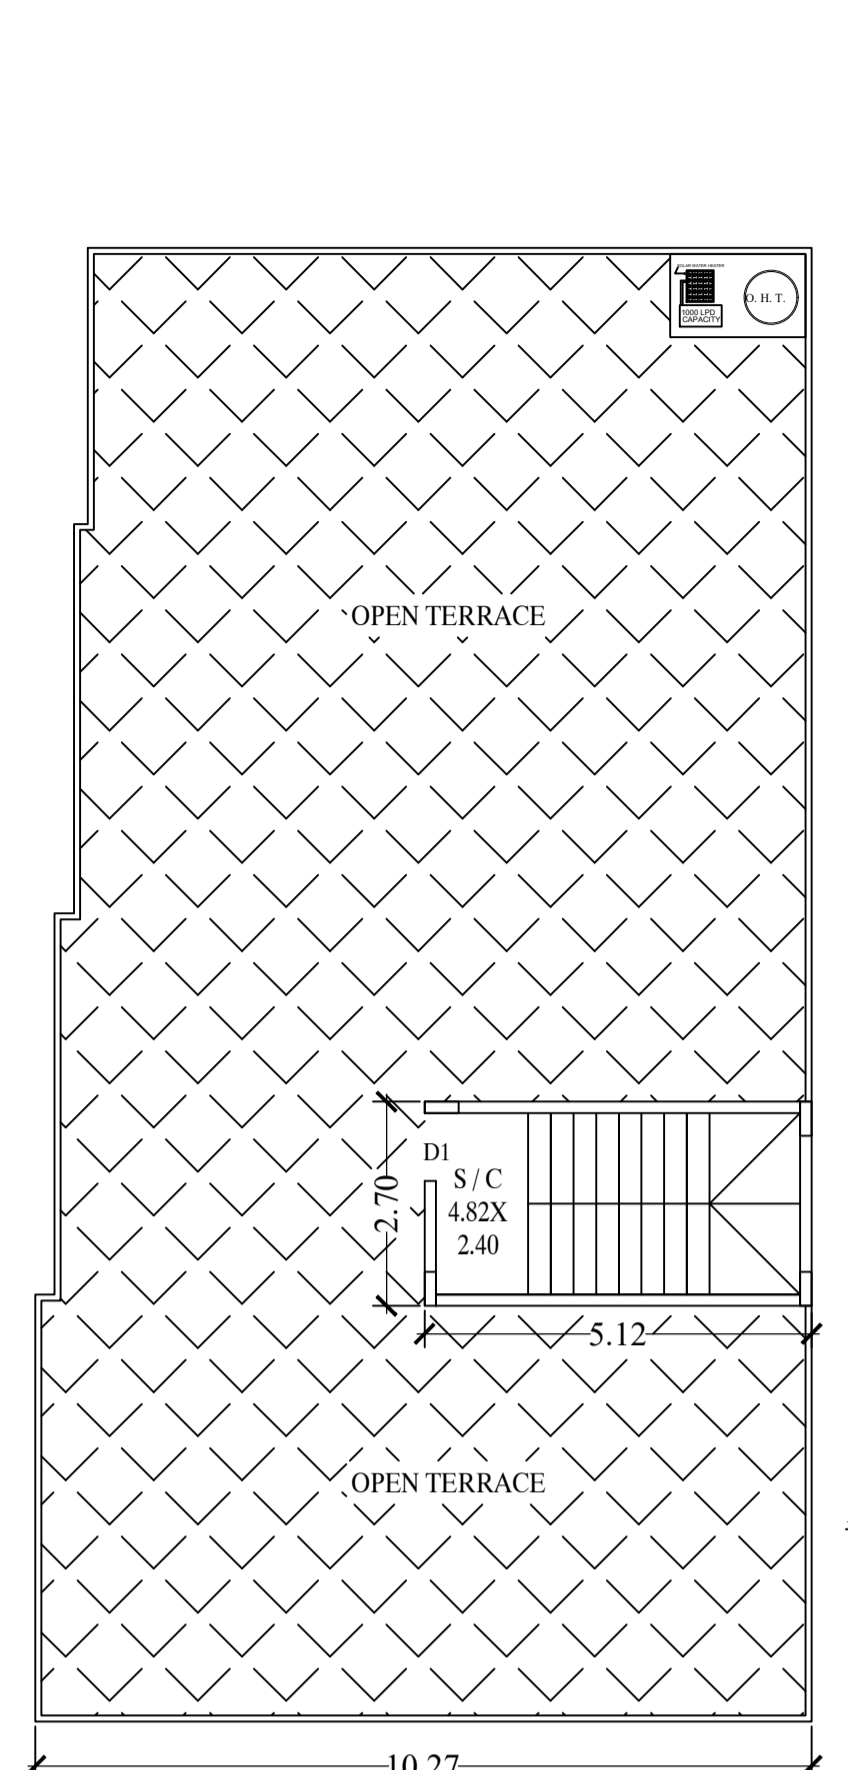 SOLAR WATER HEATER
O. H. T.
1000 LPD
CAPACITY
OPEN TERRACE
D1
S / C
4.82X
2.40
2.70
5.12
OPEN TERRACE
10.27